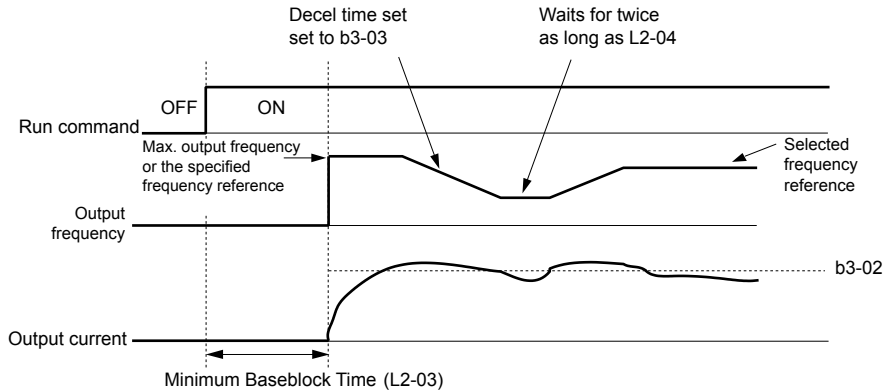 Decel time set
set to b3-03
Waits for twice
as long as L2-04
OFF
ON
Run command
Max. output frequency
or the specified
frequency reference
Selected
frequency
reference
Output
frequency
b3-02
Output current
Minimum Baseblock Time (L2-03)